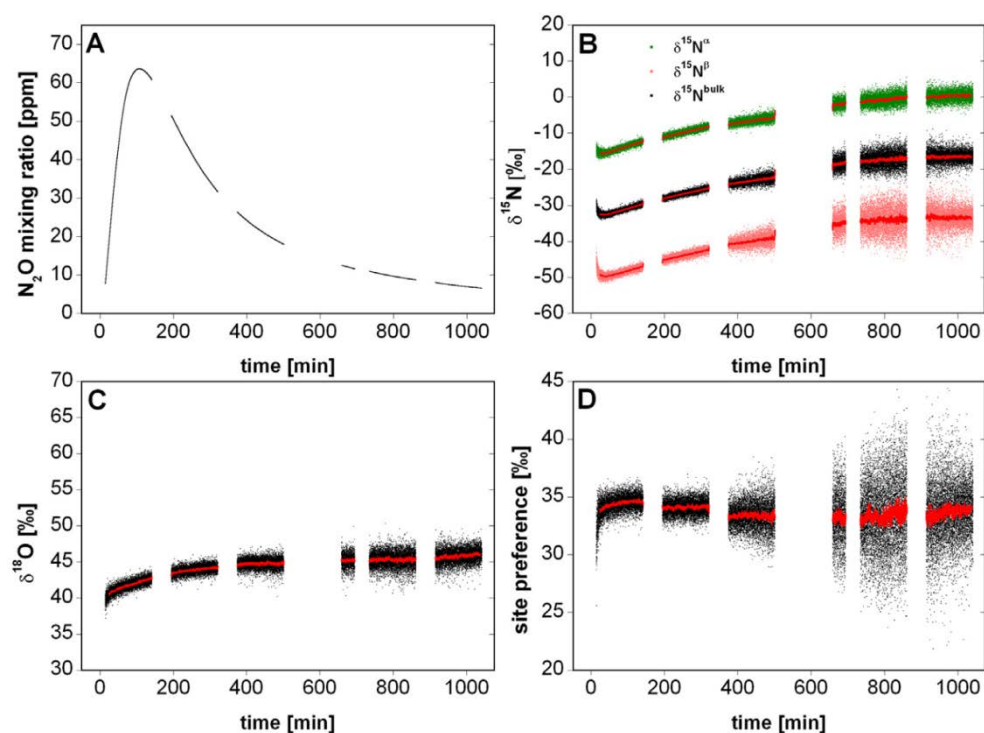 A
N₂O mixing ratio [ppm]
70
60
50
40
30
20
10
0
0 200 400 600 800 1000
time [min]
B
δ¹⁵Nᵅ
δ¹⁵Nᵝ
δ¹⁵Nᵇᵘˡᵏ
δ¹⁵N [‰]
20
10
0
-10
-20
-30
-40
-50
-60
0 200 400 600 800 1000
time [min]
C
δ¹⁸O [‰]
70
65
60
55
50
45
40
35
30
0 200 400 600 800 1000
time [min]
D
site preference [‰]
45
40
35
30
25
20
0 200 400 600 800 1000
time [min]